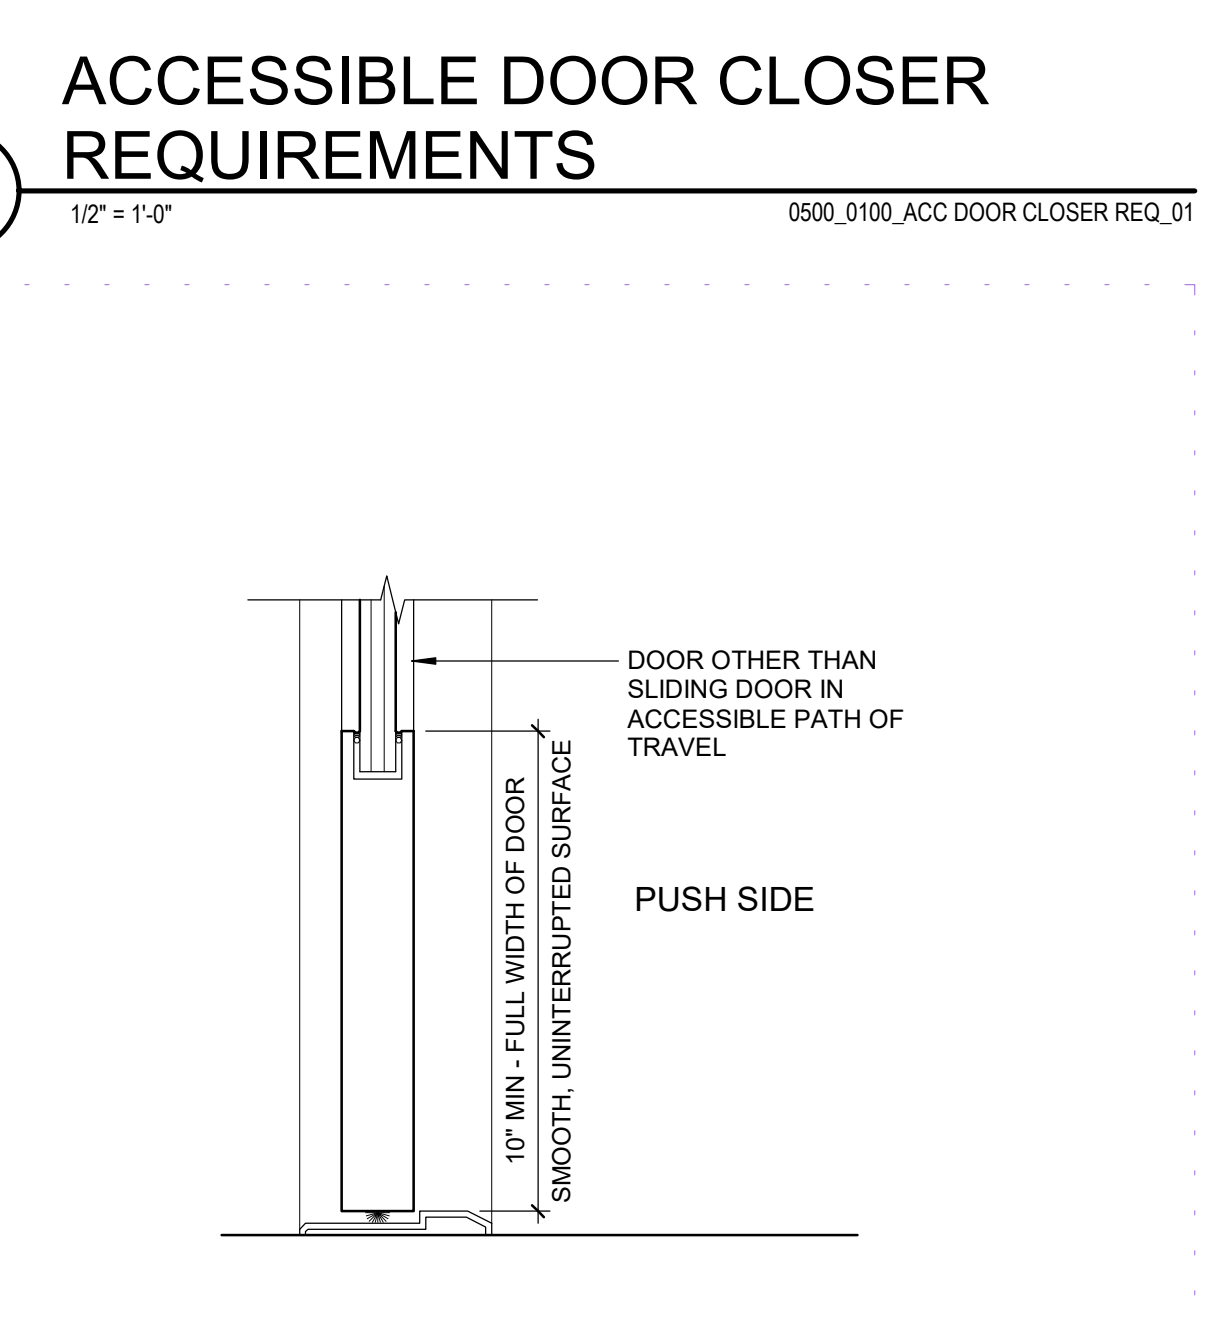 ACCESSIBLE DOOR CLOSER
REQUIREMENTS
1/2" = 1'-0"
0500_0100_ACC DOOR CLOSER REQ_01
DOOR OTHER THAN
SLIDING DOOR IN
ACCESSIBLE PATH OF
TRAVEL
10" MIN - FULL WIDTH OF DOOR
SMOOTH, UNINTERRUPTED SURFACE
PUSH SIDE